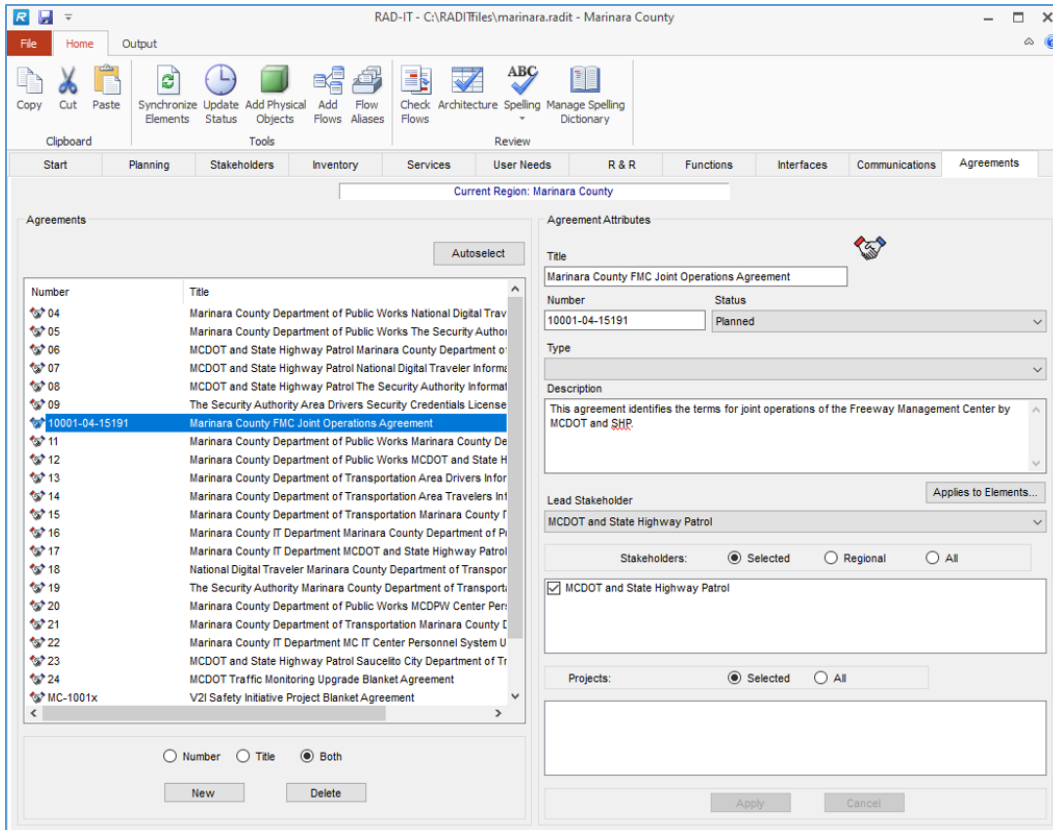 RAD-IT - C:\RADITfiles\marinara.radit - Marinara County
File Home Output
Copy Cut Paste Synchronize Elements Update Status Add Physical Objects Add Flows Flow Aliases Check Flows Architecture ABC Spelling Manage Spelling Dictionary
Clipboard Tools Review
Start Planning Stakeholders Inventory Services User Needs R & R Functions Interfaces Communications Agreements
Current Region: Marinara County
Agreements
Autoselect
Number Title
04 Marinara County Department of Public Works National Digital Trav
05 Marinara County Department of Public Works The Security Author
06 MCDOT and State Highway Patrol Marinara County Department of
07 MCDOT and State Highway Patrol National Digital Traveler Informa
08 MCDOT and State Highway Patrol The Security Authority Informat
09 The Security Authority Area Drivers Security Credentials License
10001-04-15191 Marinara County FMC Joint Operations Agreement
11 Marinara County Department of Public Works Marinara County De
12 Marinara County Department of Public Works MCDOT and State H
13 Marinara County Department of Transportation Area Drivers Infor
14 Marinara County Department of Transportation Area Travelers Inf
15 Marinara County Department of Transportation Marinara County I
16 Marinara County IT Department Marinara County Department of P
17 Marinara County IT Department MCDOT and State Highway Patrol
18 National Digital Traveler Marinara County Department of Transpor
19 The Security Authority Marinara County Department of Transporta
20 Marinara County Department of Public Works MCDPW Center Pers
21 Marinara County Department of Transportation Marinara County D
22 Marinara County IT Department MC IT Center Personnel System U
23 MCDOT and State Highway Patrol Saucelito City Department of Tr
24 MCDOT Traffic Monitoring Upgrade Blanket Agreement
MC-1001x V2I Safety Initiative Project Blanket Agreement
Number Title Both
New Delete
Agreement Attributes
Title
Marinara County FMC Joint Operations Agreement
Number Status
10001-04-15191 Planned
Type
Description
This agreement identifies the terms for joint operations of the Freeway Management Center by
MCDOT and SHP.
Applies to Elements...
Lead Stakeholder
MCDOT and State Highway Patrol
Stakeholders: Selected Regional All
MCDOT and State Highway Patrol
Projects: Selected All
Apply Cancel